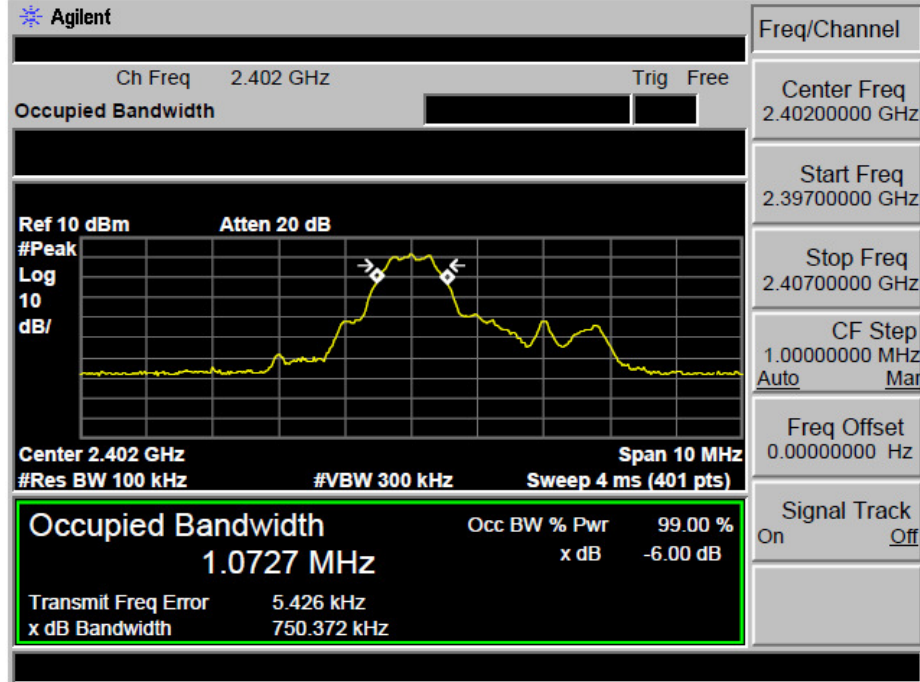 Agilent
Freq/Channel
Ch Freq 2.402 GHz Trig Free
Occupied Bandwidth
Center Freq
2.40200000 GHz
Start Freq
2.39700000 GHz
Stop Freq
2.40700000 GHz
CF Step
1.00000000 MHz
Auto Man
Freq Offset
0.00000000 Hz
Signal Track
On Off
Ref 10 dBm Atten 20 dB
#Peak
Log
10
dB/
Center 2.402 GHz Span 10 MHz
#Res BW 100 kHz #VBW 300 kHz Sweep 4 ms (401 pts)
Occupied Bandwidth
1.0727 MHz
Occ BW % Pwr 99.00 %
x dB -6.00 dB
Transmit Freq Error 5.426 kHz
x dB Bandwidth 750.372 kHz